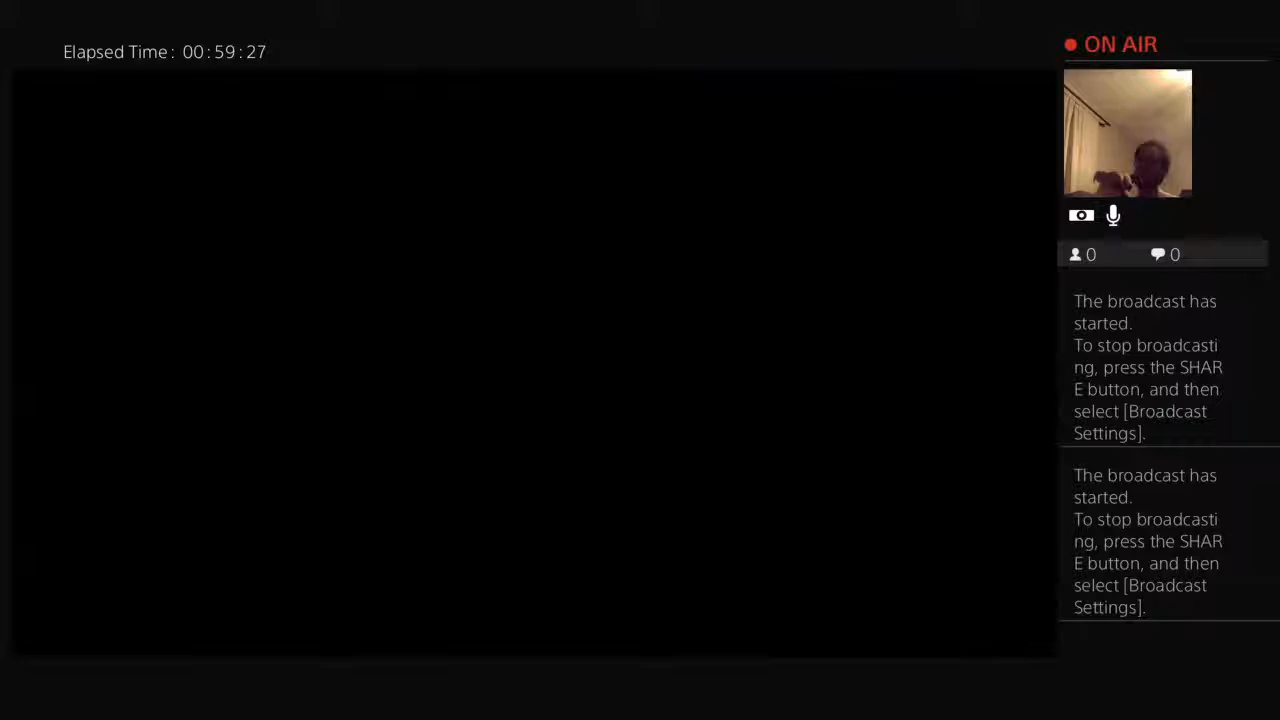 Elapsed Time: 00:59:27
ON AIR
0 0
The broadcast has
started.
To stop broadcasti
ng, press the SHAR
E button, and then
select [Broadcast
Settings].
The broadcast has
started.
To stop broadcasti
ng, press the SHAR
E button, and then
select [Broadcast
Settings].